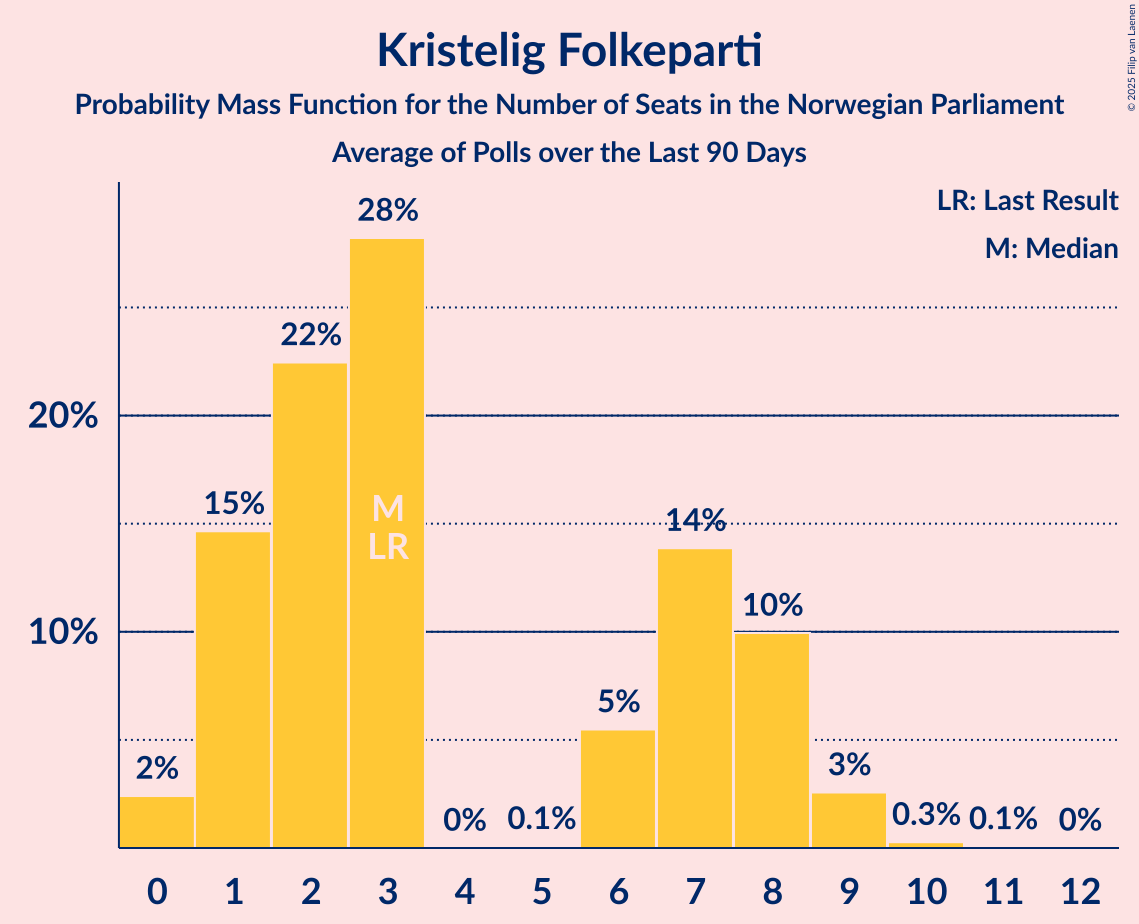 Kristelig Folkeparti
Probability Mass Function for the Number of Seats in the Norwegian Parliament
Average of Polls over the Last 90 Days
© 2025 Filip van Laenen
LR: Last Result
M: Median
20%
10%
2%
15%
22%
28%
M
LR
0%
0.1%
5%
14%
10%
3%
0.3%
0.1%
0%
0 1 2 3 4 5 6 7 8 9 10 11 12